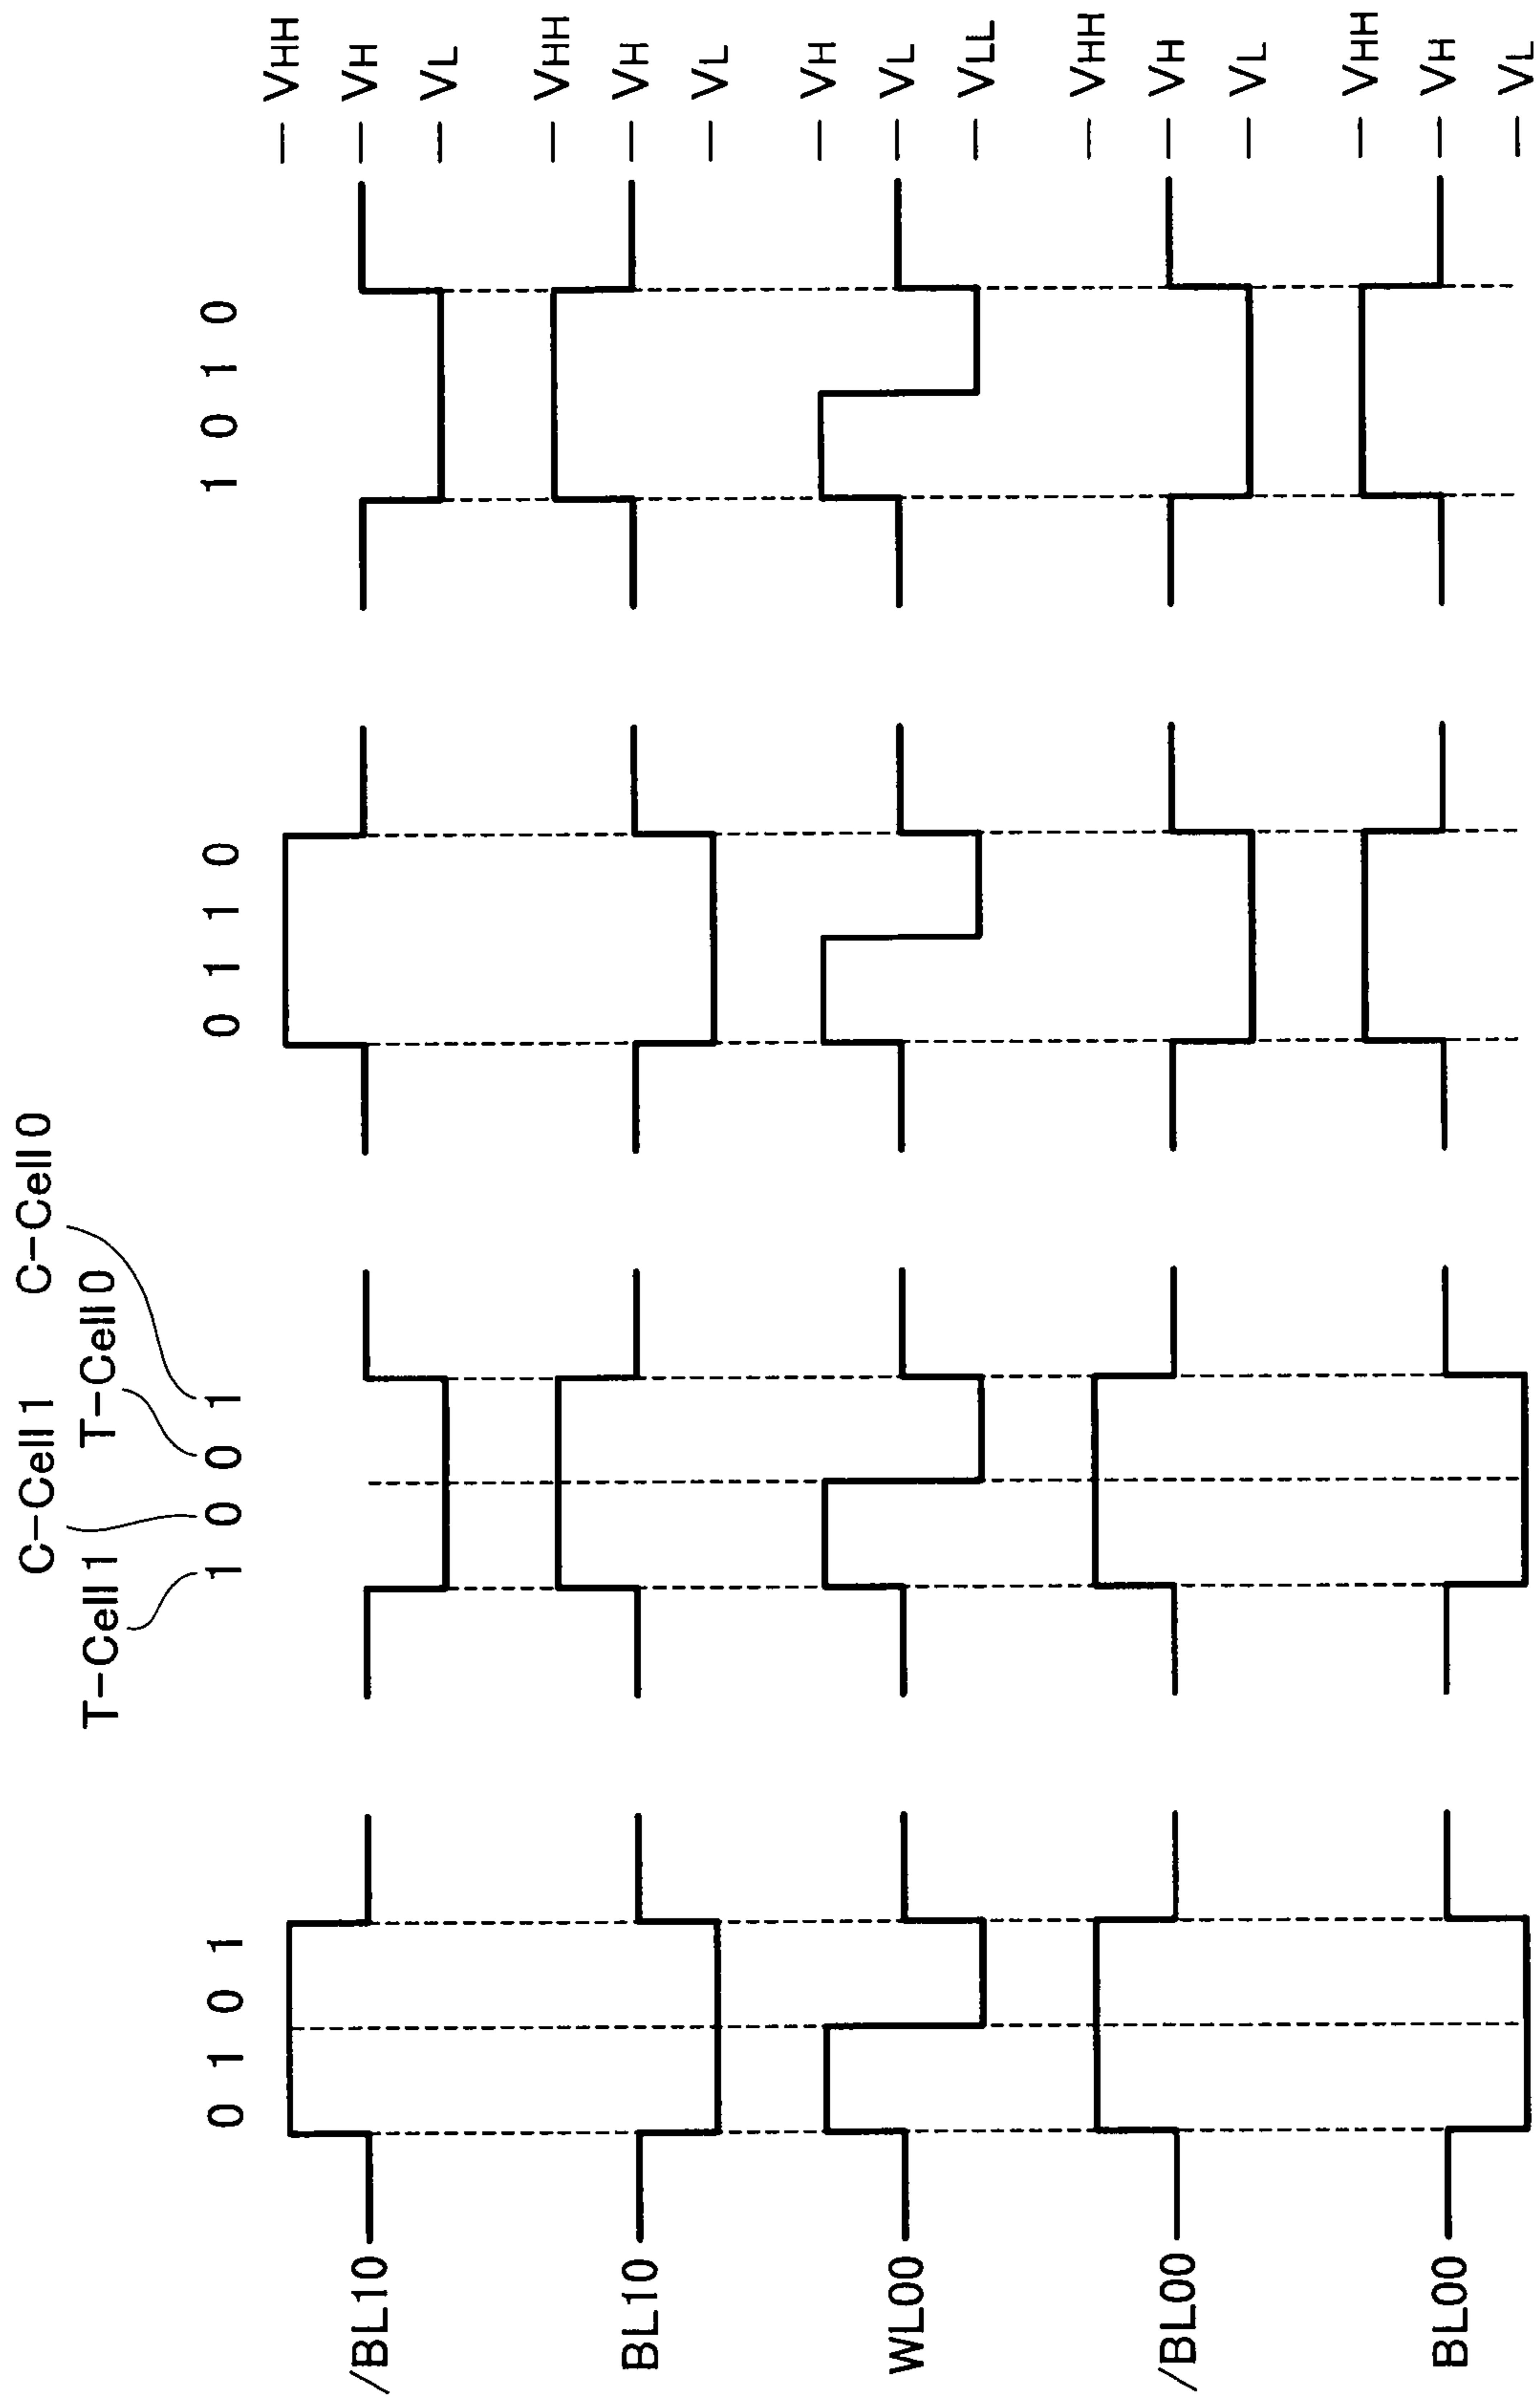 C-Cell 1 C-Cell 0
T-Cell 1 T-Cell 0
0 1 0 1 1 0 0 1 0 1 1 0 1 0 1 0
VHH
/BL10 VH
VL
VHH
BL10 VH
VL
VH
WL00 VL
VLL
VHH
/BL00 VH
VL
VHH
BL00 VH
VL